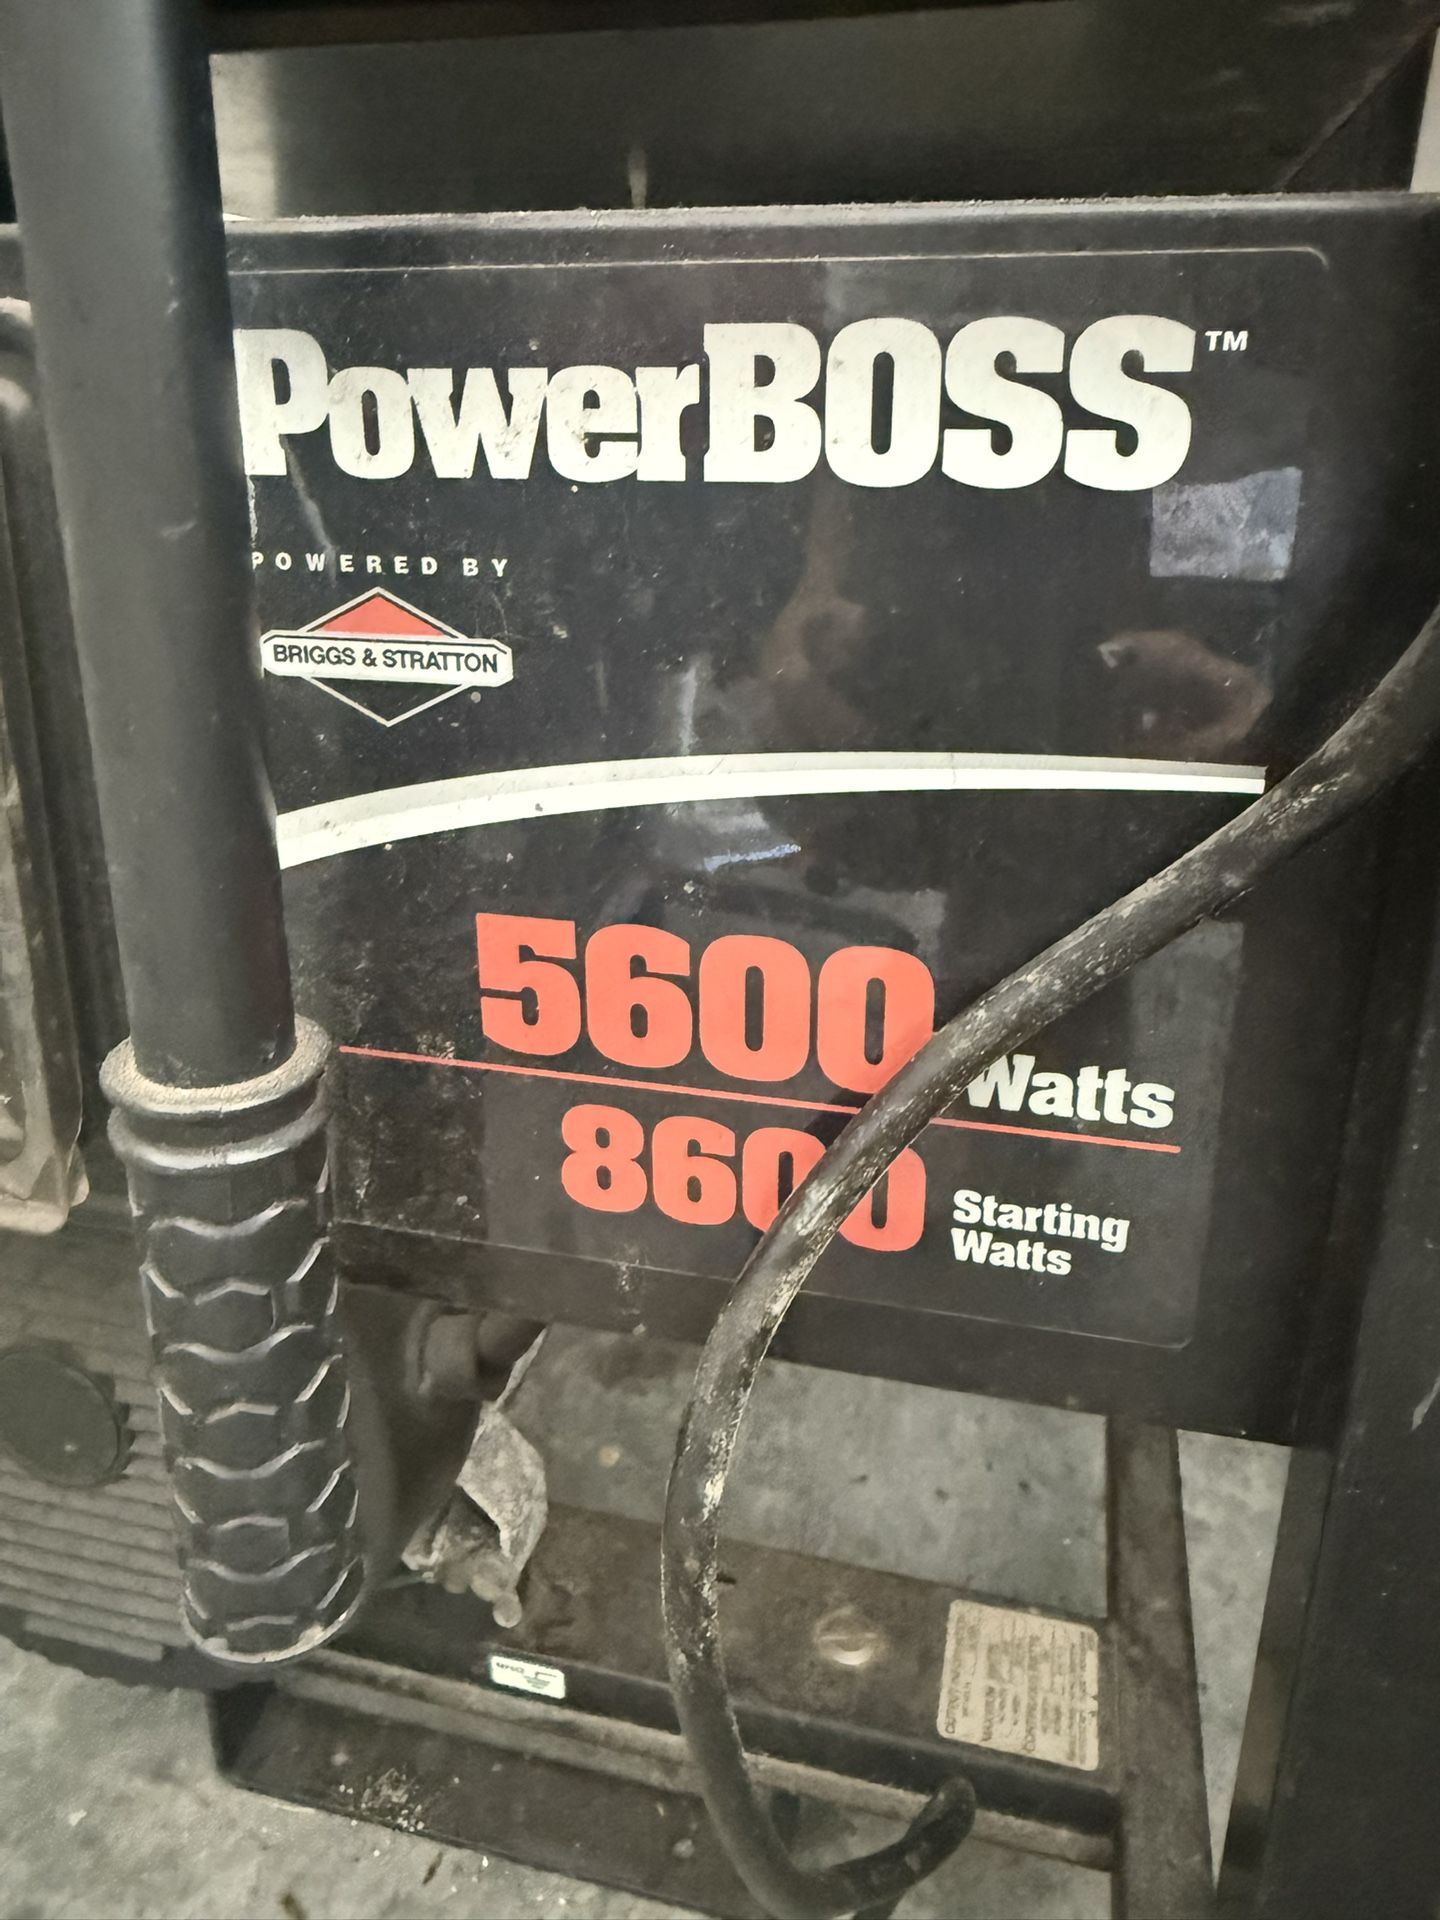 PowerBOSS™
POWERED BY
BRIGGS & STRATTON
5600 Watts
8600 Starting
Watts